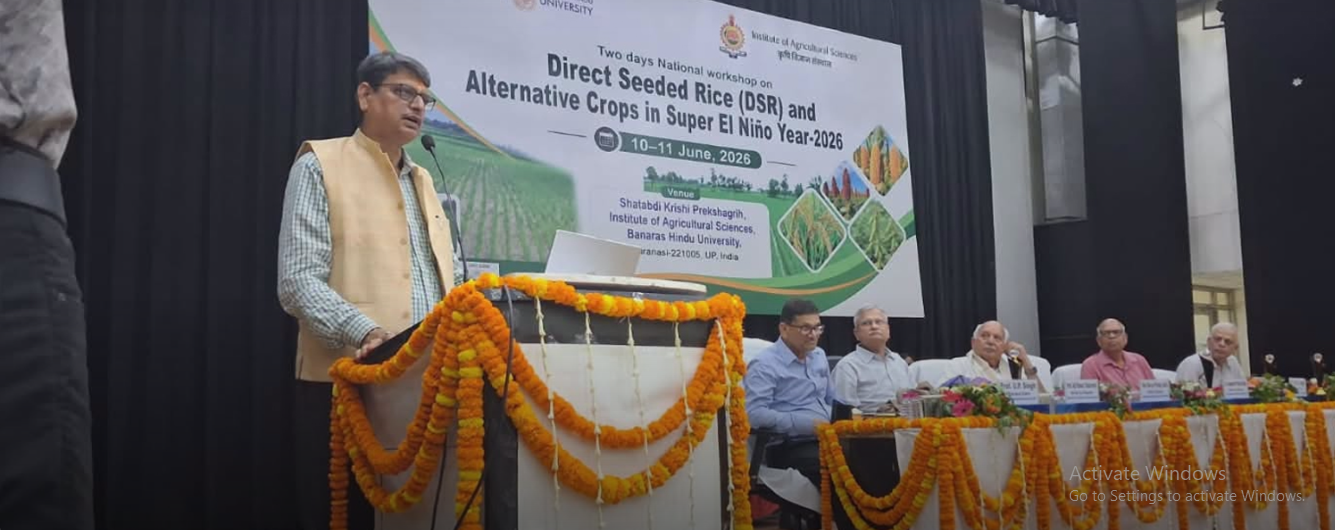 UNIVERSITY
Institute of Agricultural Sciences
कृषि विज्ञान संस्थान
Two days National workshop on
Direct Seeded Rice (DSR) and
Alternative Crops in Super El Niño Year-2026
10–11 June, 2026
Venue
Shatabdi Krishi Prekshagrih,
Institute of Agricultural Sciences,
Banaras Hindu University,
aranasi-221005, UP, India
Prof. U.P. Singh
Activate Windows
Go to Settings to activate Windows.